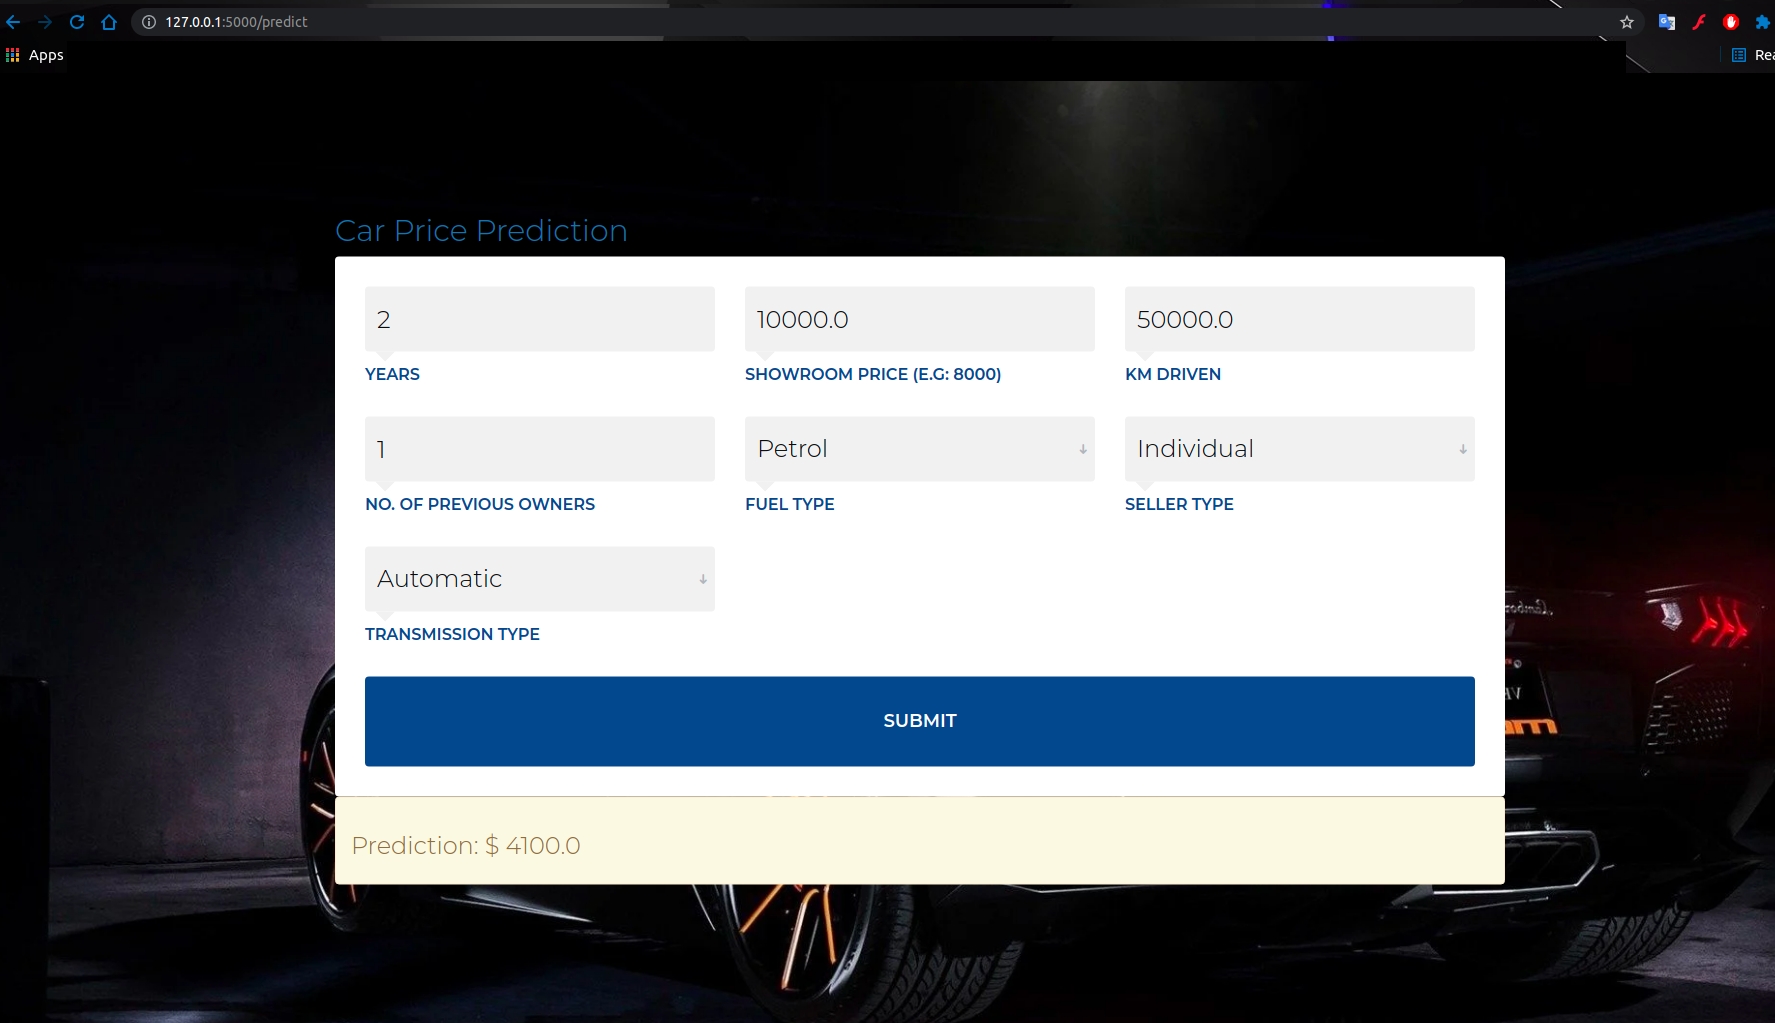 127.0.0.1:5000/predict
Apps
Rea
Car Price Prediction
2
10000.0
50000.0
YEARS
SHOWROOM PRICE (E.G: 8000)
KM DRIVEN
1
Petrol
Individual
NO. OF PREVIOUS OWNERS
FUEL TYPE
SELLER TYPE
Automatic
TRANSMISSION TYPE
SUBMIT
Prediction: $ 4100.0